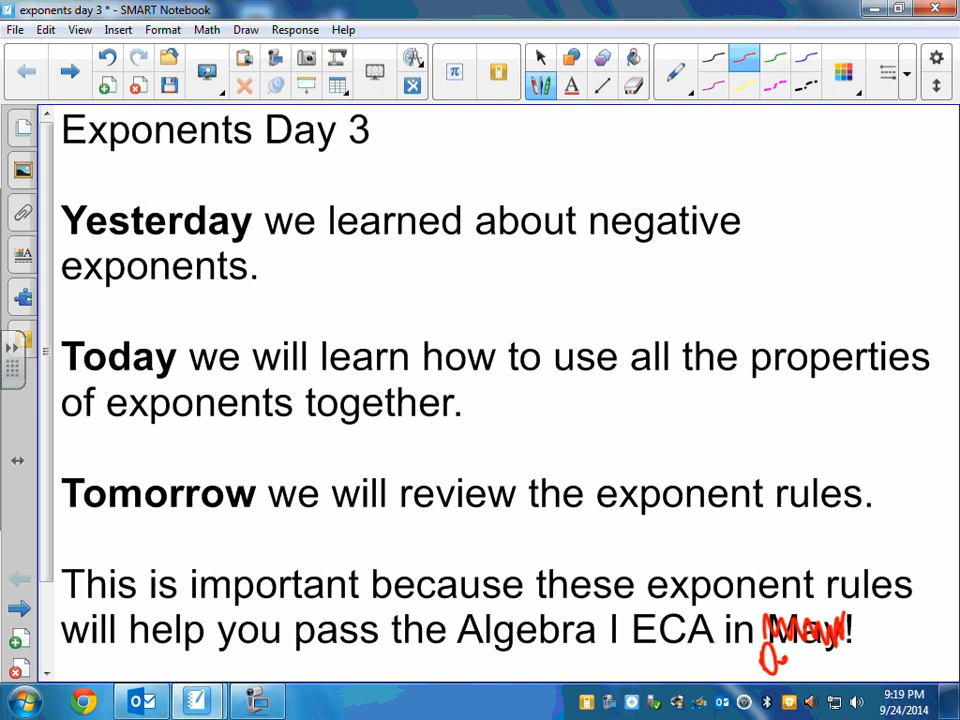 exponents day 3 * - SMART Notebook
File Edit View Insert Format Math Draw Response Help
Exponents Day 3
Yesterday we learned about negative
exponents.
Today we will learn how to use all the properties
of exponents together.
Tomorrow we will review the exponent rules.
This is important because these exponent rules
will help you pass the Algebra I ECA in May!
9:19 PM
9/24/2014